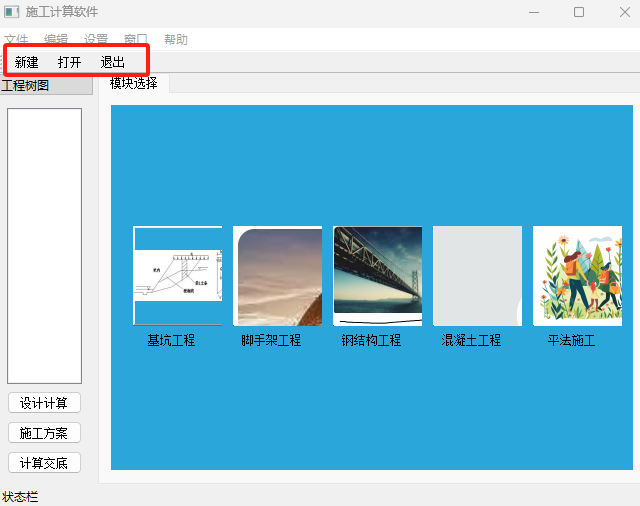 施工计算软件
文件 编辑 设置 窗口 帮助
新建 打开 退出
工程树图
模块选择
基坑工程 脚手架工程 钢结构工程 混凝土工程 平法施工
设计计算
施工方案
计算交底
状态栏